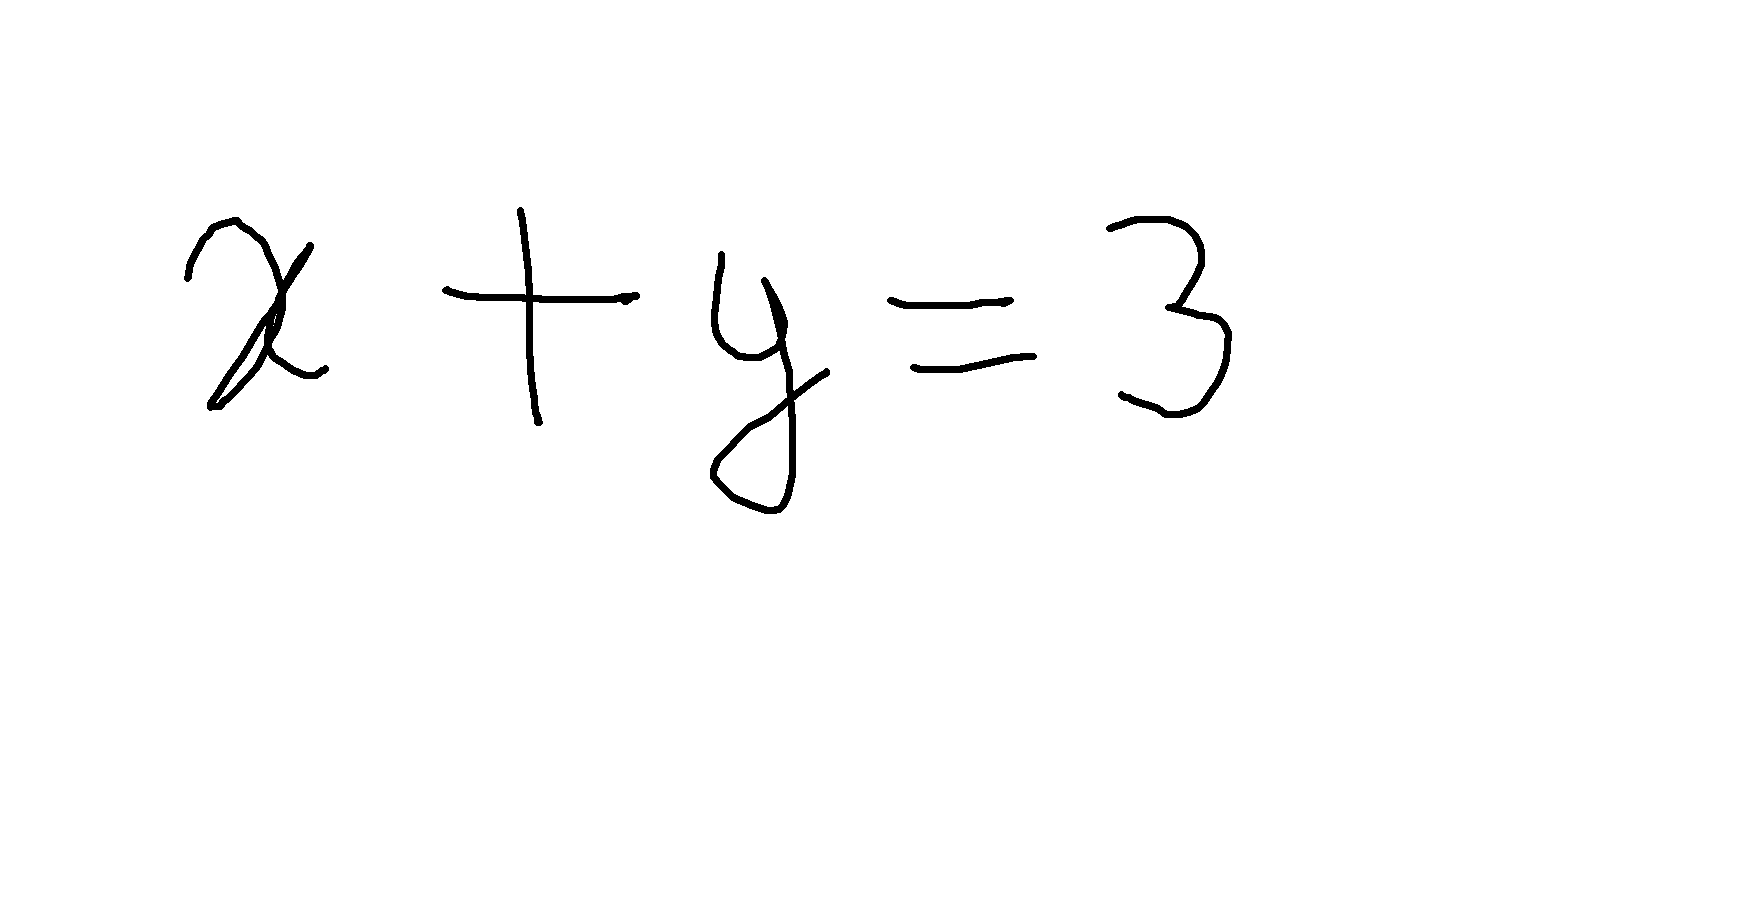 x + y = 3